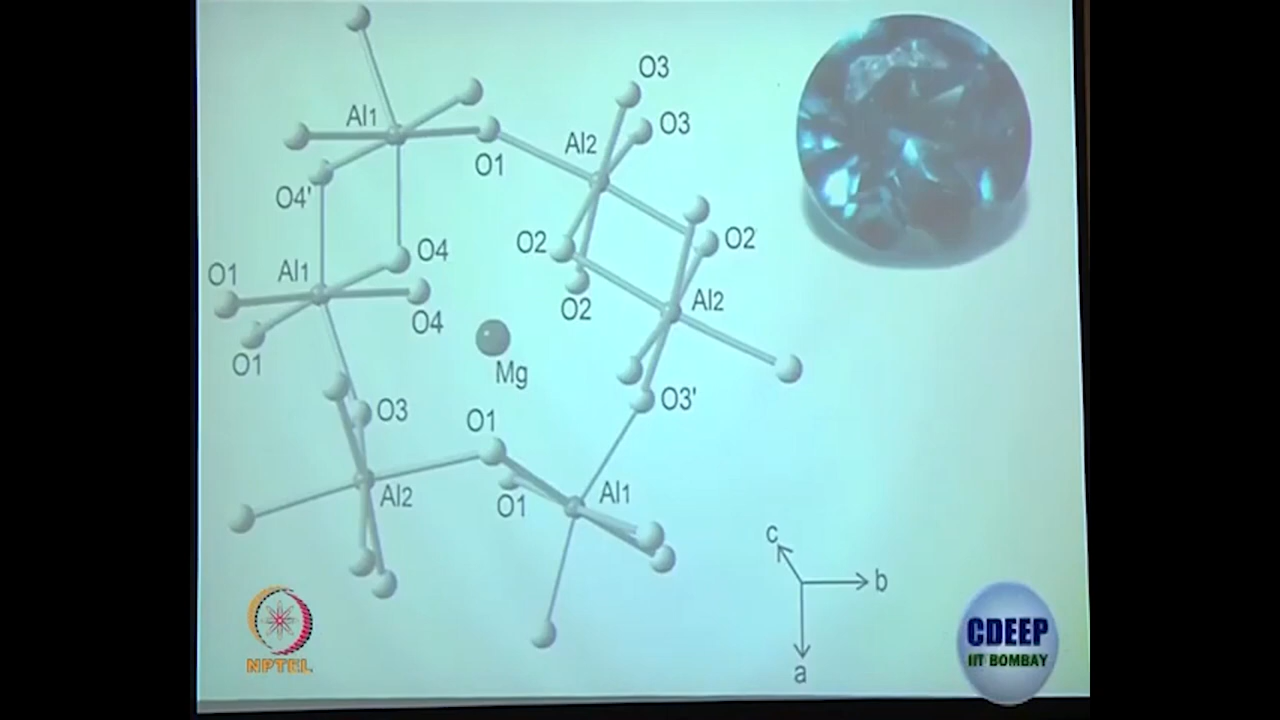 O3
Al1
O3
Al2
O1
O4'
O2
O2
O4
O1
Al1
Al2
O2
O4
O1
Mg
O3'
O3
O1
Al2
Al1
O1
c
b
a
NPTEL
CDEEP
IIT BOMBAY